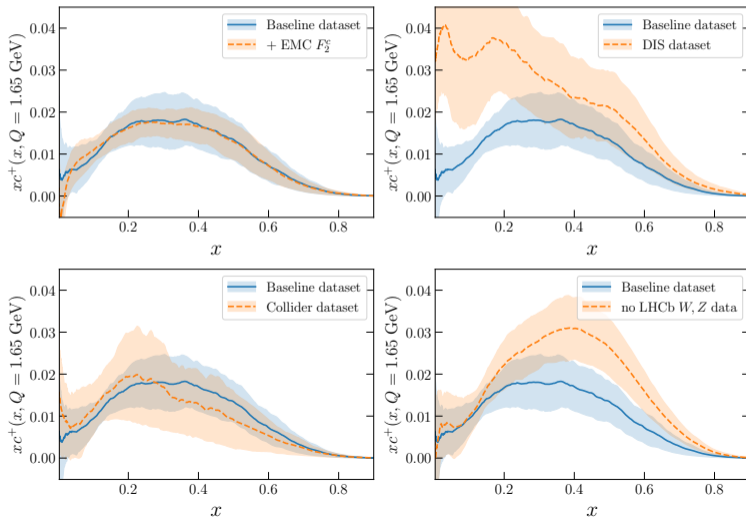 Baseline dataset
+ EMC F₂ᶜ
xc⁺(x, Q = 1.65 GeV)
0.04
0.03
0.02
0.01
0.00
0.2 0.4 0.6 0.8
x
Baseline dataset
DIS dataset
xc⁺(x, Q = 1.65 GeV)
0.04
0.03
0.02
0.01
0.00
0.2 0.4 0.6 0.8
x
Baseline dataset
Collider dataset
xc⁺(x, Q = 1.65 GeV)
0.04
0.03
0.02
0.01
0.00
0.2 0.4 0.6 0.8
x
Baseline dataset
no LHCb W, Z data
xc⁺(x, Q = 1.65 GeV)
0.04
0.03
0.02
0.01
0.00
0.2 0.4 0.6 0.8
x